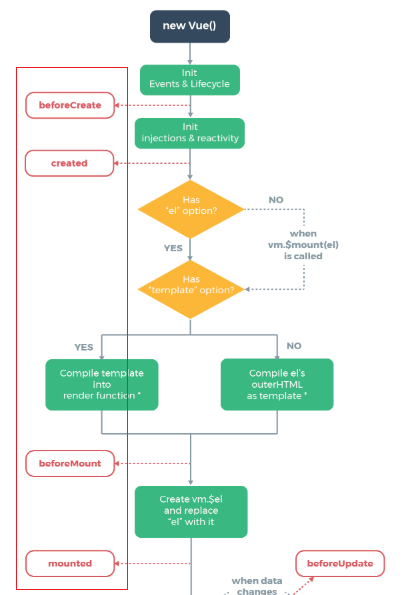 new Vue()
Init
Events & Lifecycle
beforeCreate
Init
injections & reactivity
created
Has
"el" option?
NO
when
vm.$mount(el)
is called
YES
Has
"template" option?
YES
NO
Compile template
into
render function *
Compile el's
outerHTML
as template *
beforeMount
Create vm.$el
and replace
"el" with it
mounted
beforeUpdate
when data
changes